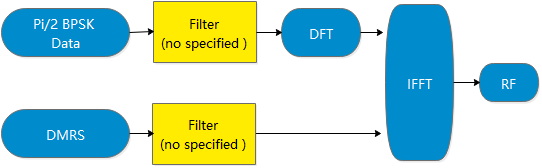 Pi/2 BPSK
Data
Filter
(no specified )
DFT
IFFT
RF
DMRS
Filter
(no specified )